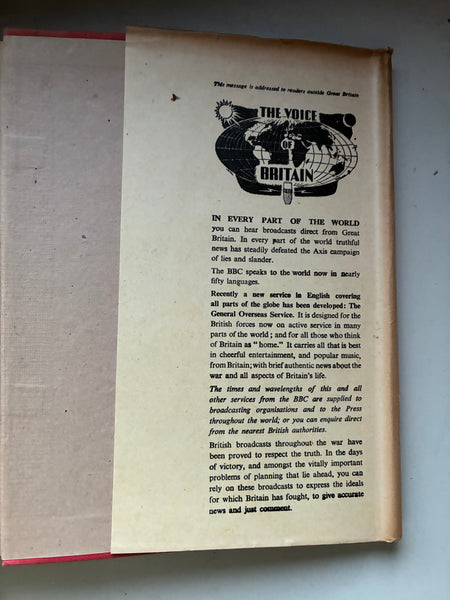 This message is addressed to readers outside Great Britain
THE VOICE
OF
BRITAIN
IN EVERY PART OF THE WORLD
you can hear broadcasts direct from Great
Britain. In every part of the world truthful
news has steadily defeated the Axis campaign
of lies and slander.
The BBC speaks to the world now in nearly
fifty languages.
Recently a new service in English covering
all parts of the globe has been developed: The
General Overseas Service. It is designed for the
British forces now on active service in many
parts of the world; and for all those who think
of Britain as "home." It carries all that is best
in cheerful entertainment, and popular music,
from Britain; with brief authentic news about the
war and all aspects of Britain's life.
The times and wavelengths of this and all
other services from the BBC are supplied to
broadcasting organisations and to the Press
throughout the world; or you can enquire direct
from the nearest British authorities.
British broadcasts throughout the war have
been proved to respect the truth. In the days
of victory, and amongst the vitally important
problems of planning that lie ahead, you can
rely on these broadcasts to express the ideals
for which Britain has fought, to give accurate
news and just comment.